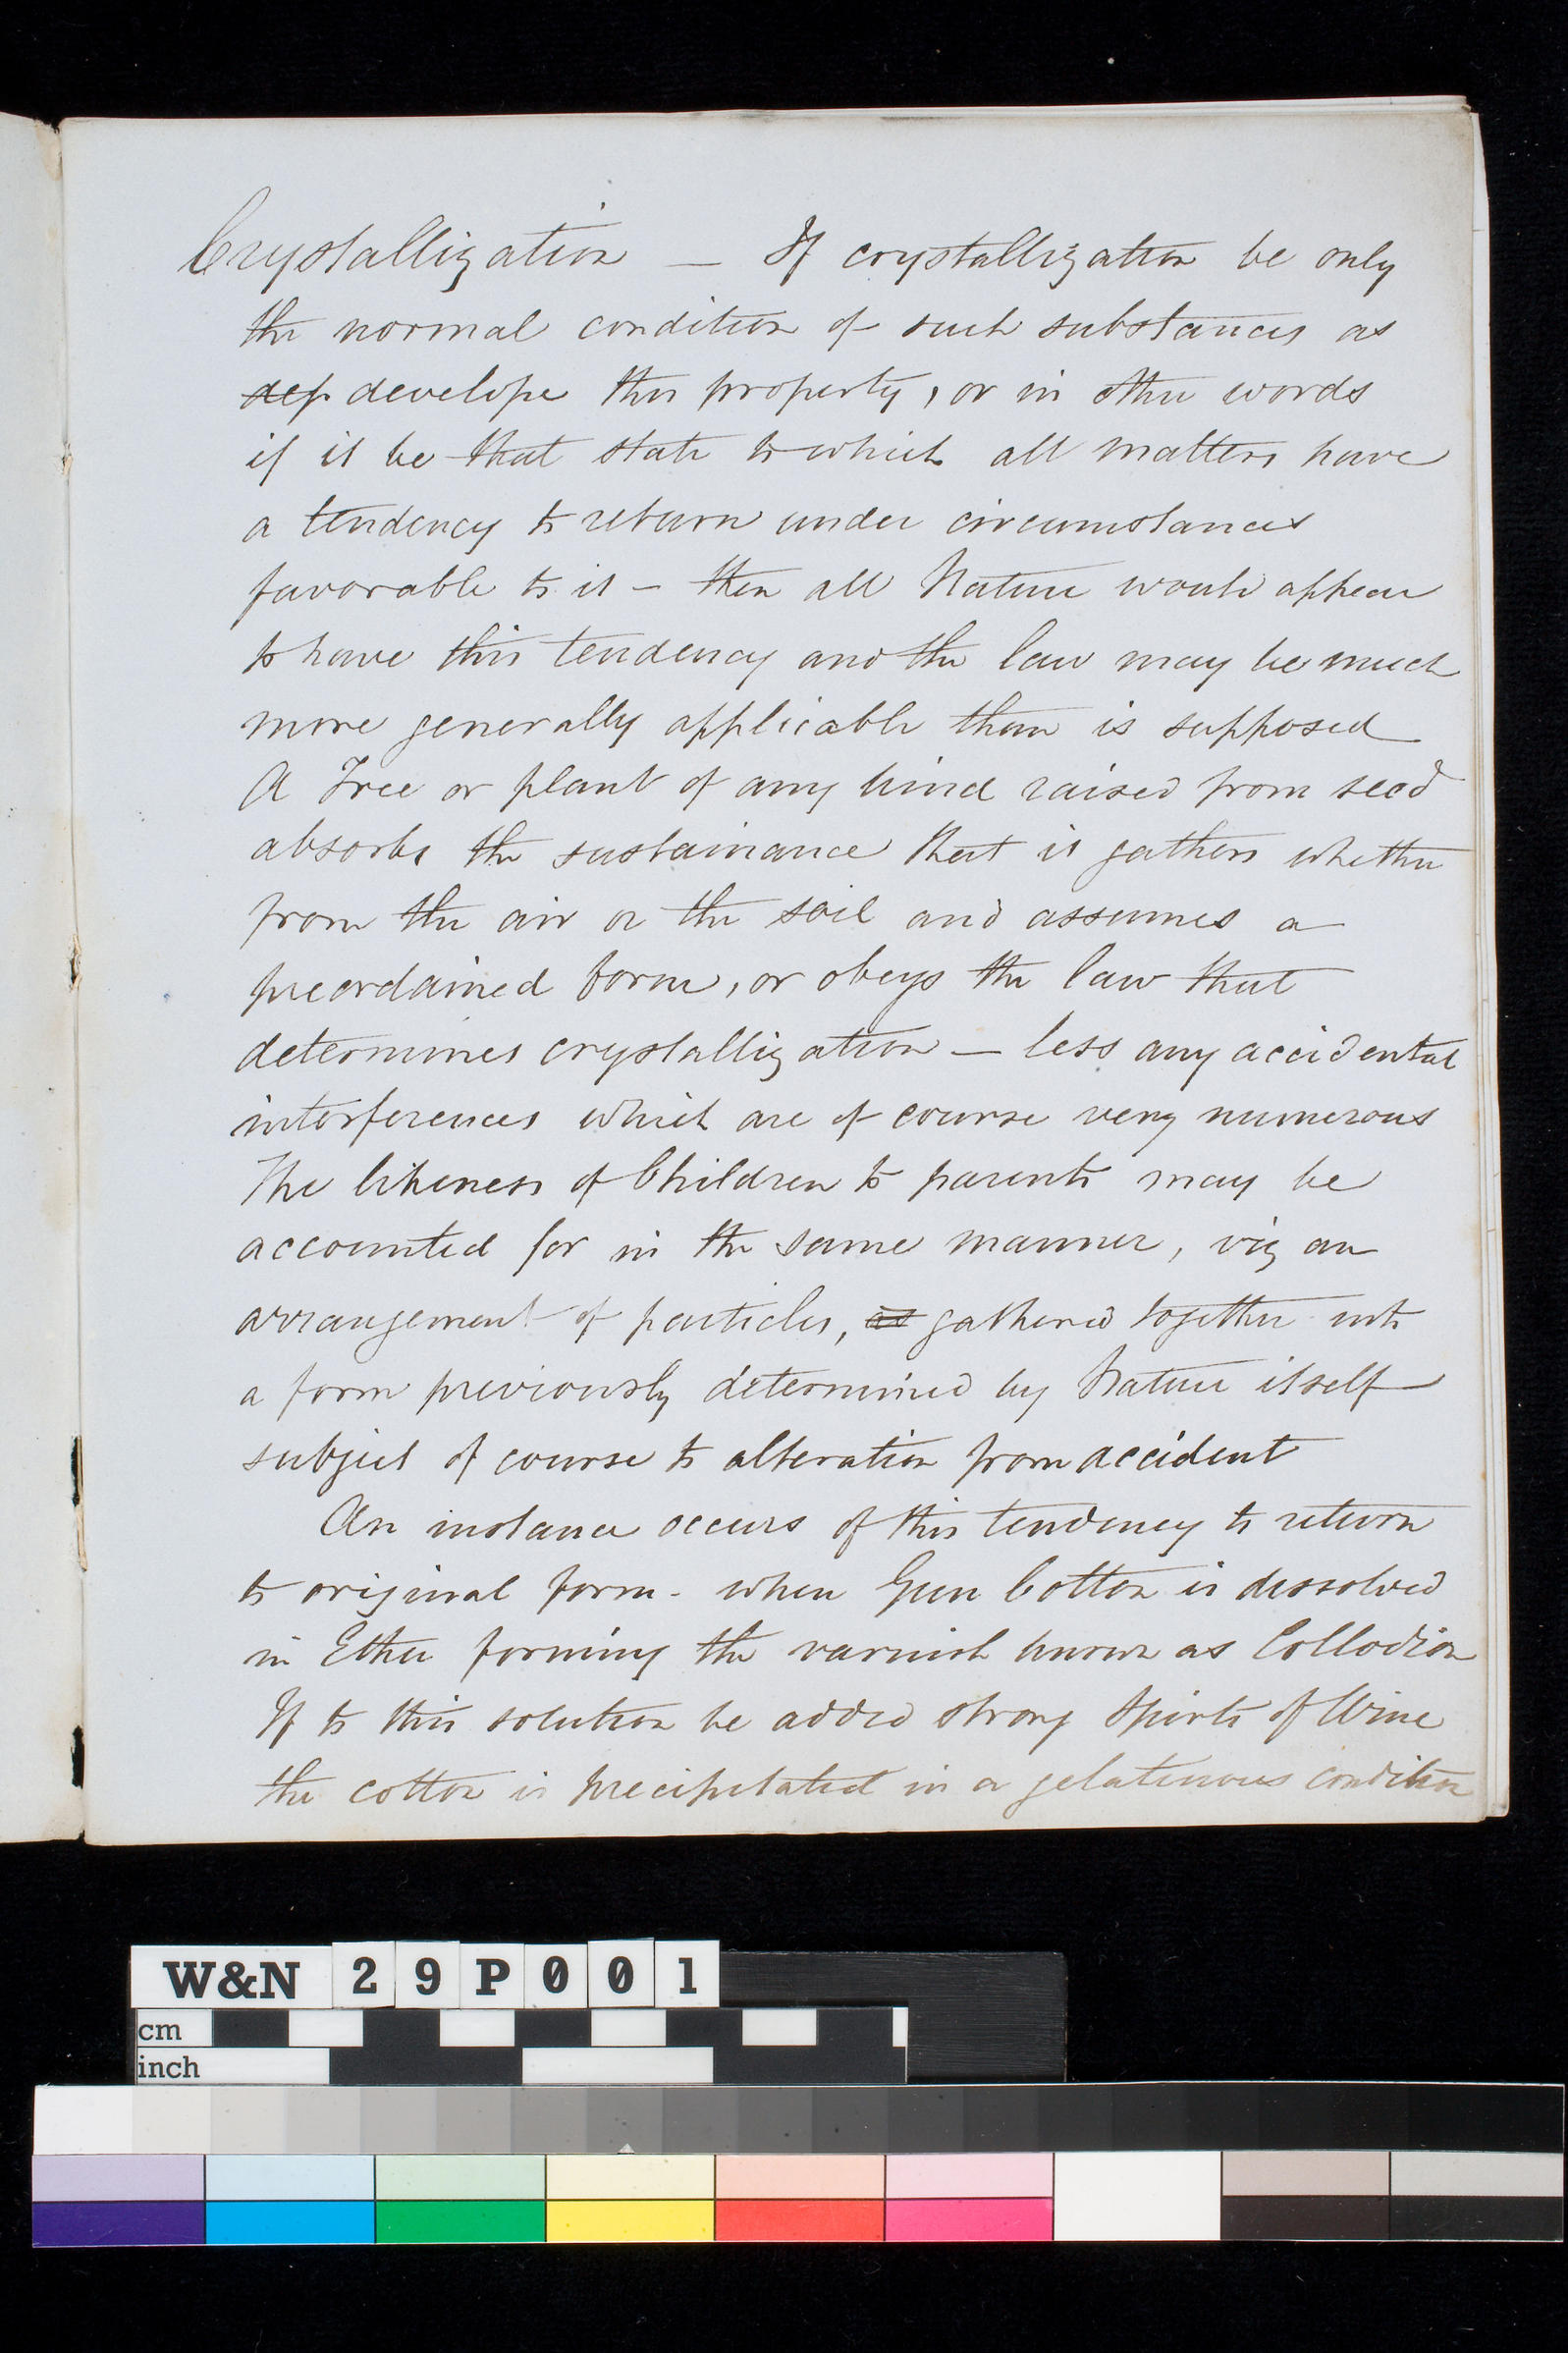 Crystallization — If crystallization be only
the normal condition of such substances as
dep develope this property, or in other words
if it be that state to which all matters have
a tendency to return under circumstances
favorable to it – then all Nature would appear
to have this tendency and the law may be much
more generally applicable than is supposed
A Tree or plant of any kind raised from seed
absorbs the sustainance that it gathers whether
from the air or the soil and assumes a
preordained form, or obeys the law that
determines crystallization — less any accidental
interferences which are of course very numerous
The likeness of Children to parents may be
accounted for in the same manner, viz an
arrangement of particles, as gathered together into
a form previously determined by Nature itself
subject of course to alteration from accident
An instance occurs of this tendency to return
to original form - when Gun Cotton is dissolved
in Ether forming the varnish known as Collodion
If to this solution be added strong Spirits of Wine
the cotton is precipitated in a gelatinous condition
W&N 29P001
cm
inch